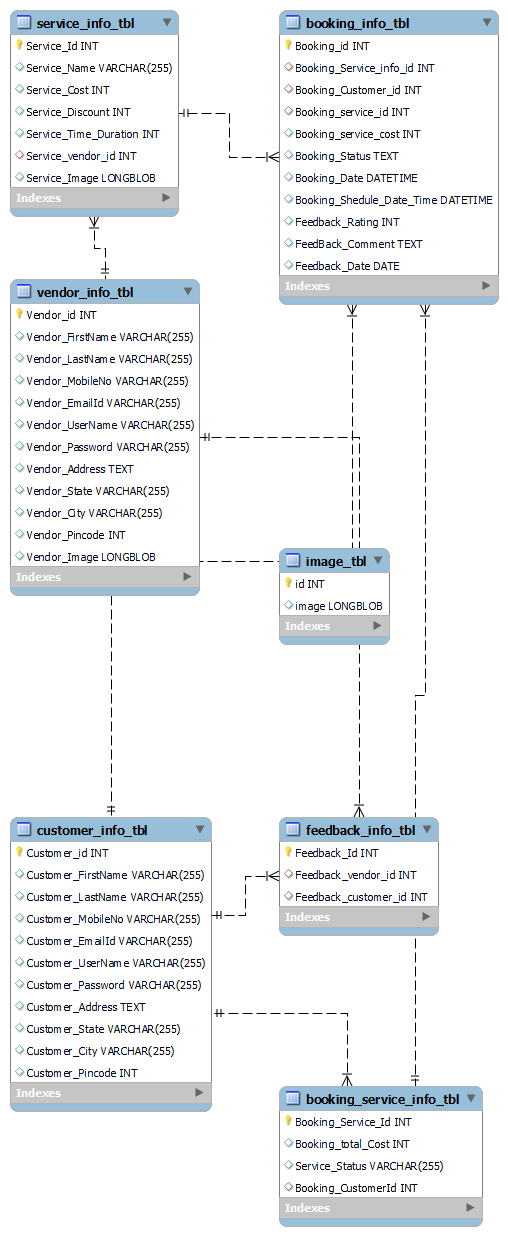 service_info_tbl
Service_Id INT
Service_Name VARCHAR(255)
Service_Cost INT
Service_Discount INT
Service_Time_Duration INT
Service_vendor_id INT
Service_Image LONGBLOB
Indexes
booking_info_tbl
Booking_id INT
Booking_Service_info_id INT
Booking_Customer_id INT
Booking_service_id INT
Booking_service_cost INT
Booking_Status TEXT
Booking_Date DATETIME
Booking_Shedule_Date_Time DATETIME
Feedback_Rating INT
FeedBack_Comment TEXT
Feedback_Date DATE
Indexes
vendor_info_tbl
Vendor_id INT
Vendor_FirstName VARCHAR(255)
Vendor_LastName VARCHAR(255)
Vendor_MobileNo VARCHAR(255)
Vendor_EmailId VARCHAR(255)
Vendor_UserName VARCHAR(255)
Vendor_Password VARCHAR(255)
Vendor_Address TEXT
Vendor_State VARCHAR(255)
Vendor_City VARCHAR(255)
Vendor_Pincode INT
Vendor_Image LONGBLOB
Indexes
image_tbl
id INT
image LONGBLOB
Indexes
customer_info_tbl
Customer_id INT
Customer_FirstName VARCHAR(255)
Customer_LastName VARCHAR(255)
Customer_MobileNo VARCHAR(255)
Customer_EmailId VARCHAR(255)
Customer_UserName VARCHAR(255)
Customer_Password VARCHAR(255)
Customer_Address TEXT
Customer_State VARCHAR(255)
Customer_City VARCHAR(255)
Customer_Pincode INT
Indexes
feedback_info_tbl
Feedback_Id INT
Feedback_vendor_id INT
Feedback_customer_id INT
Indexes
booking_service_info_tbl
Booking_Service_Id INT
Booking_total_Cost INT
Service_Status VARCHAR(255)
Booking_CustomerId INT
Indexes